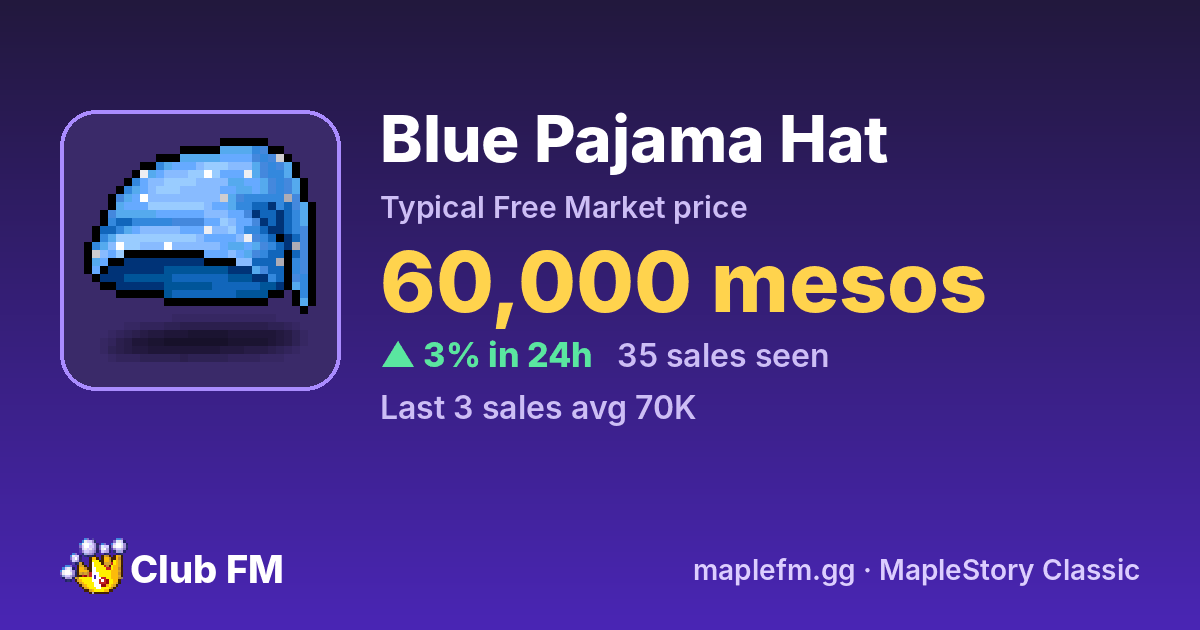 Blue Pajama Hat
Typical Free Market price
60,000 mesos
▲ 3% in 24h 35 sales seen
Last 3 sales avg 70K
Club FM
maplefm.gg · MapleStory Classic